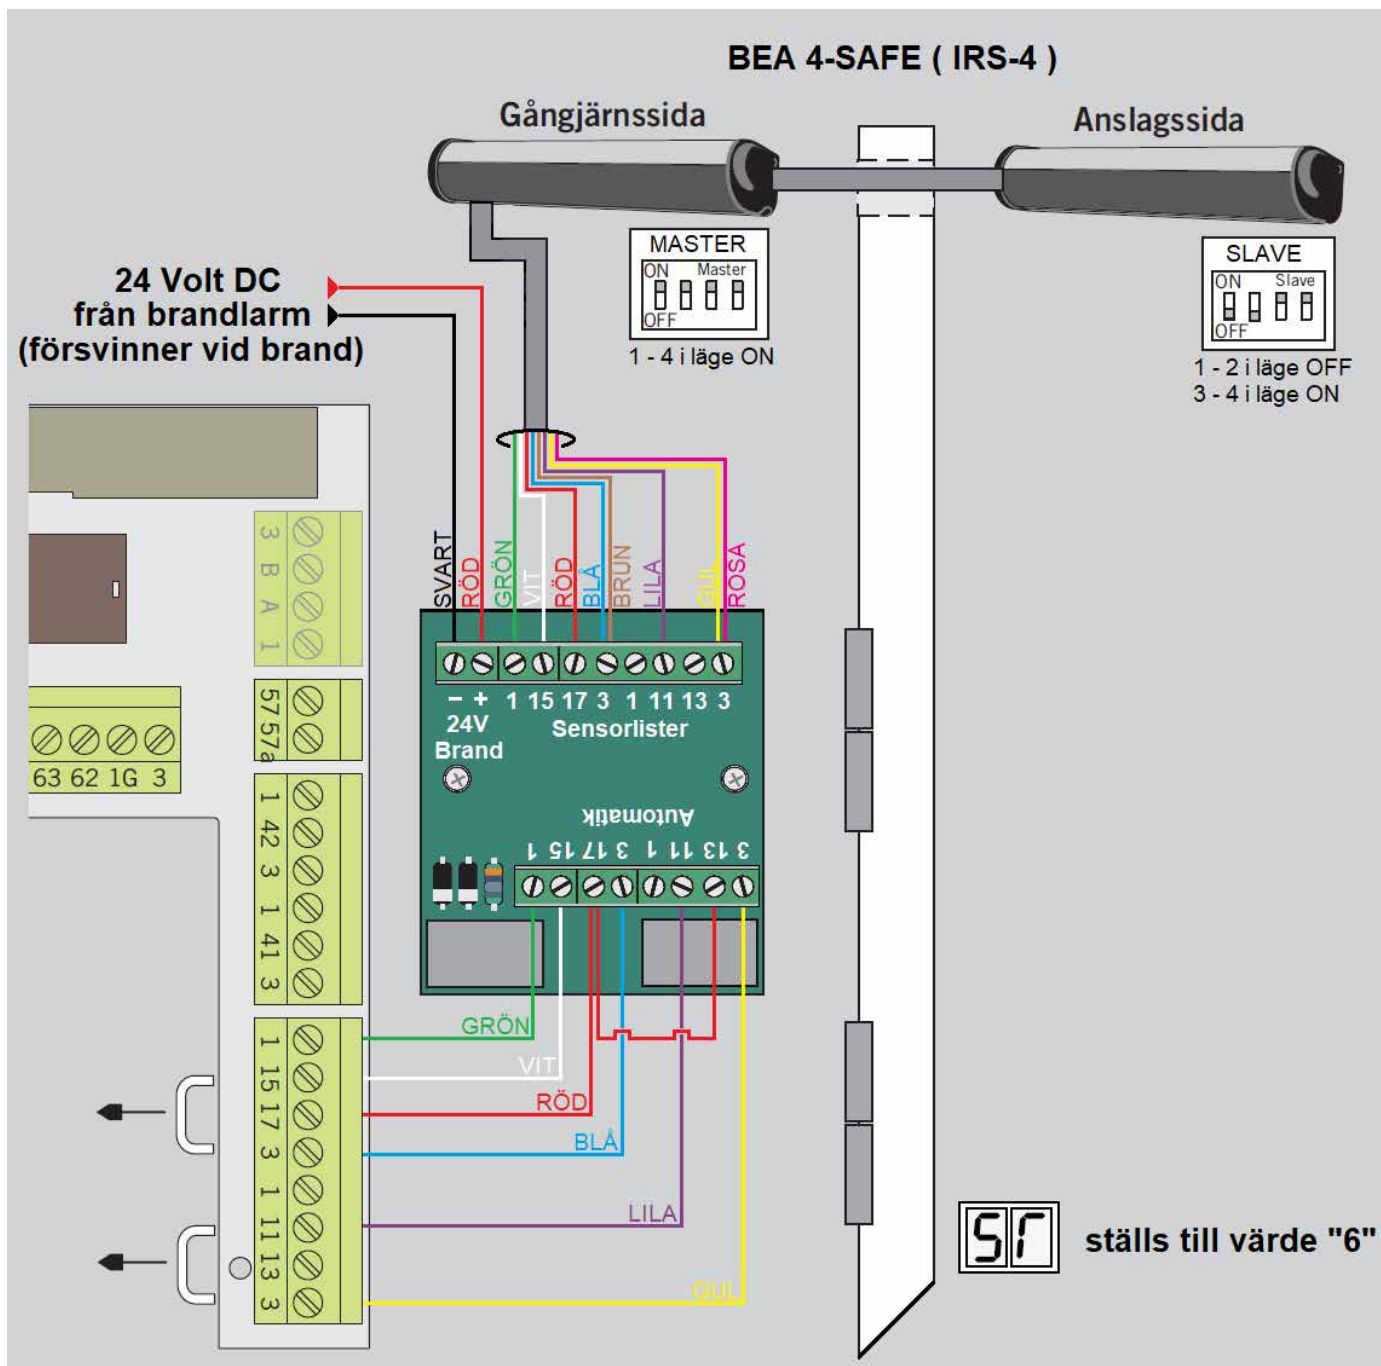 BEA 4-SAFE ( IRS-4 )
Gångjärnssida
Anslagssida
MASTER
ON Master
OFF
1 - 4 i läge ON
SLAVE
ON Slave
OFF
1 - 2 i läge OFF
3 - 4 i läge ON
24 Volt DC
från brandlarm
(försvinner vid brand)
SVART
RÖD
GRÖN
VIT
RÖD
BLÅ
BRUN
LILA
GUL
ROSA
- + 1 15 17 3 1 11 13 3
24V
Brand
Sensorlister
Automatik
1 15 17 3 1 11 13 3
3
B
A
1
57
57a
63 62 1G 3
1
42
3
1
41
3
1
15
17
3
1
11
13
3
GRÖN
VIT
RÖD
BLÅ
LILA
GUL
ST ställs till värde "6"